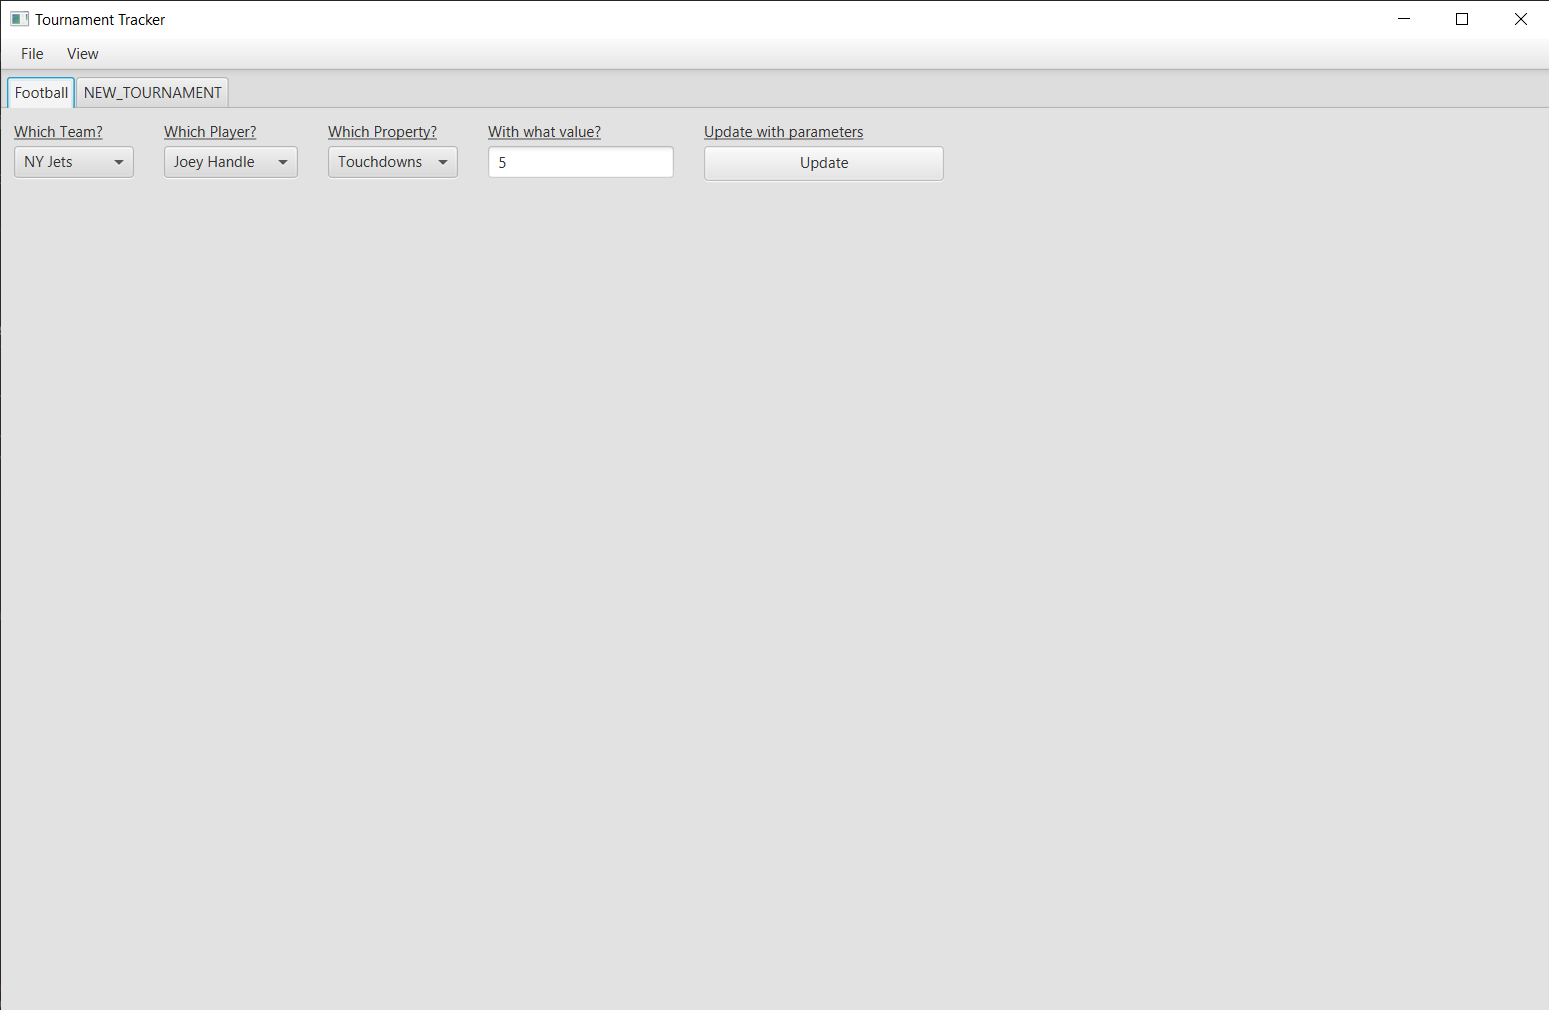 Tournament Tracker
File View
Football NEW_TOURNAMENT
Which Team? Which Player? Which Property? With what value? Update with parameters
NY Jets Joey Handle Touchdowns 5 Update